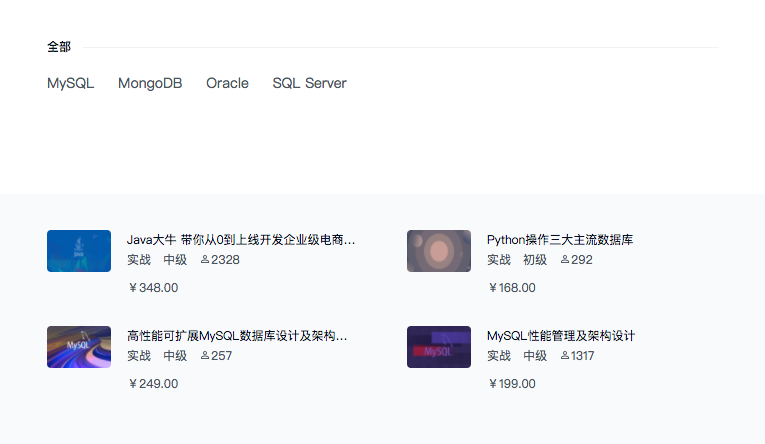 全部
MySQL MongoDB Oracle SQL Server
Java大牛 带你从0到上线开发企业级电商...
实战 中级 2328
￥348.00
Python操作三大主流数据库
实战 初级 292
￥168.00
高性能可扩展MySQL数据库设计及架构...
实战 中级 257
￥249.00
MySQL性能管理及架构设计
实战 中级 1317
￥199.00
Java
MySQL
MySQL